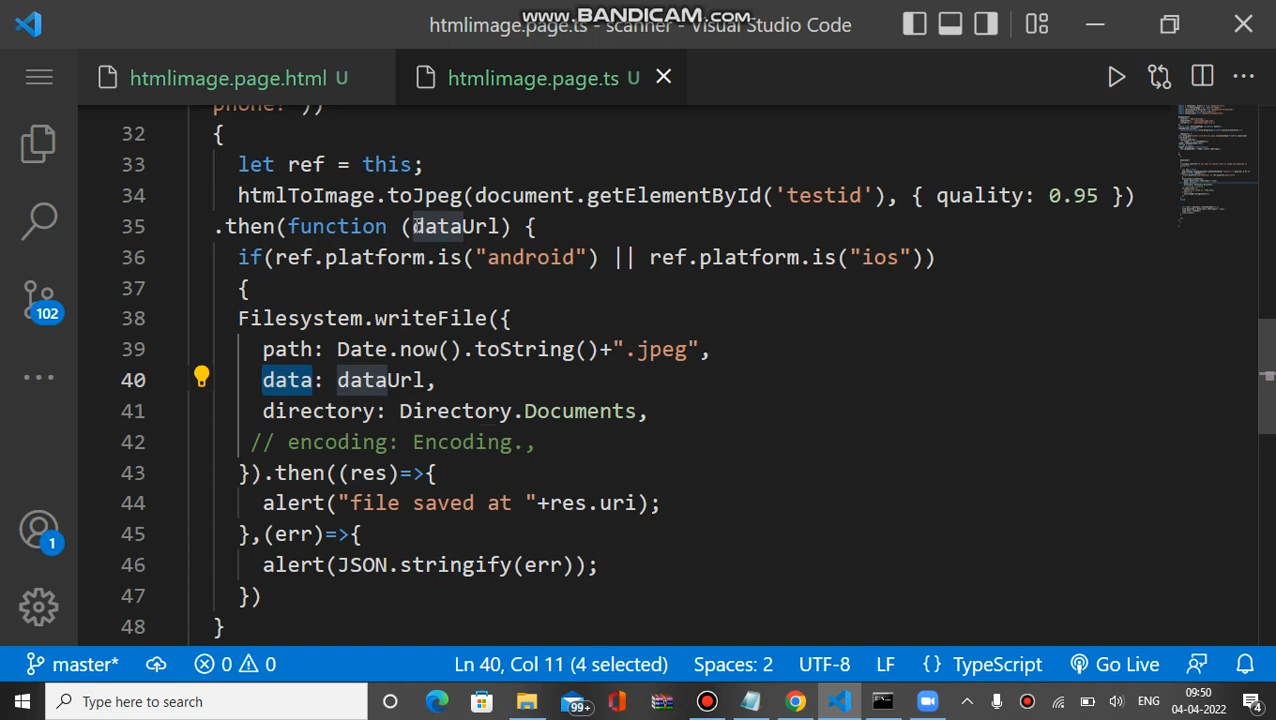 www.BANDICAM.com
htmlimage.page.ts - scanner - Visual Studio Code
htmlimage.page.html U
htmlimage.page.ts U
phone. ))
32 {
33 let ref = this;
34 htmlToImage.toJpeg(document.getElementById('testid'), { quality: 0.95 })
35 .then(function (dataUrl) {
36 if(ref.platform.is("android") || ref.platform.is("ios"))
37 {
38 Filesystem.writeFile({
39 path: Date.now().toString()+".jpeg",
40 data: dataUrl,
41 directory: Directory.Documents,
42 // encoding: Encoding.,
43 }).then((res)=>{
44 alert("file saved at "+res.uri);
45 },(err)=>{
46 alert(JSON.stringify(err));
47 })
48 }
102
1
master* 0 0 Ln 40, Col 11 (4 selected) Spaces: 2 UTF-8 LF {} TypeScript Go Live
Type here to search 99+ ENG 09:50
04-04-2022 4